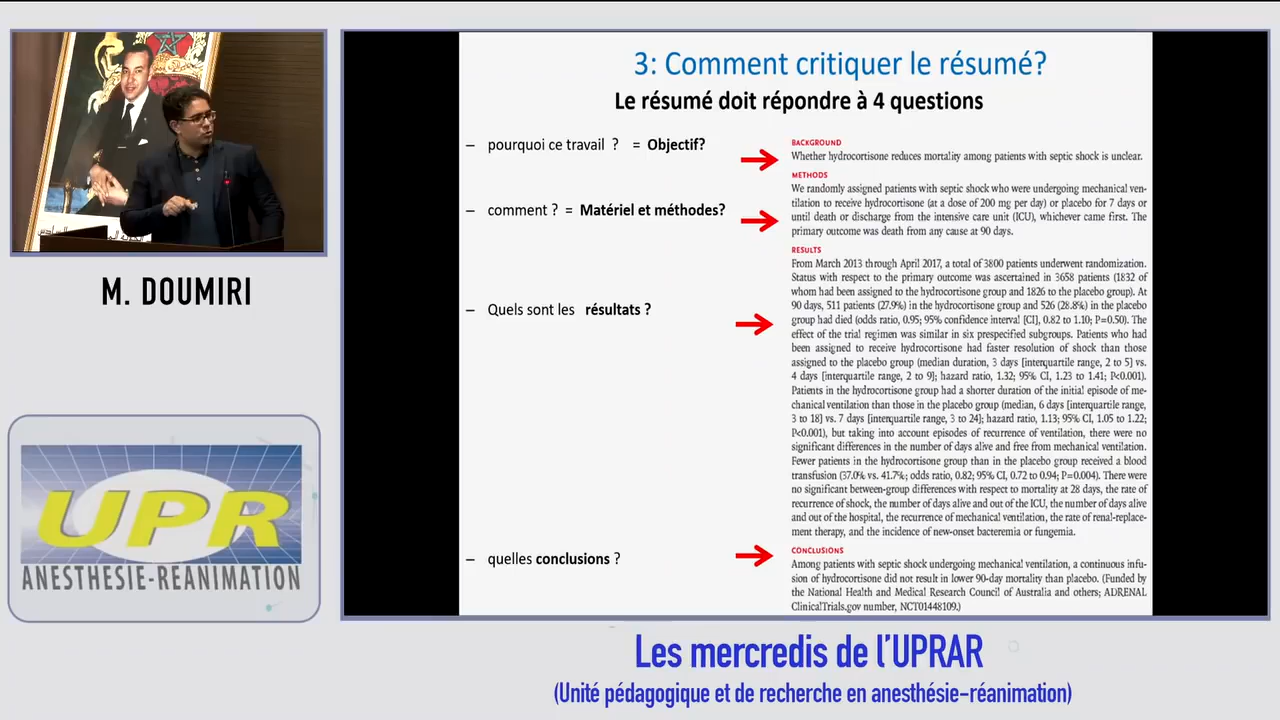 3: Comment critiquer le résumé?
Le résumé doit répondre à 4 questions
– pourquoi ce travail ? = Objectif?
– comment ? = Matériel et méthodes?
– Quels sont les résultats ?
– quelles conclusions ?
BACKGROUND
Whether hydrocortisone reduces mortality among patients with septic shock is unclear.
METHODS
We randomly assigned patients with septic shock who were undergoing mechanical ven-
tilation to receive hydrocortisone (at a dose of 200 mg per day) or placebo for 7 days or
until death or discharge from the intensive care unit (ICU), whichever came first. The
primary outcome was death from any cause at 90 days.
RESULTS
From March 2013 through April 2017, a total of 3800 patients underwent randomization.
Status with respect to the primary outcome was ascertained in 3658 patients (1832 of
whom had been assigned to the hydrocortisone group and 1826 to the placebo group). At
90 days, 511 patients (27.9%) in the hydrocortisone group and 526 (28.8%) in the placebo
group had died (odds ratio, 0.95; 95% confidence interval [CI], 0.82 to 1.10; P=0.50). The
effect of the trial regimen was similar in six prespecified subgroups. Patients who had
been assigned to receive hydrocortisone had faster resolution of shock than those
assigned to the placebo group (median duration, 3 days [interquartile range, 2 to 5] vs.
4 days [interquartile range, 2 to 9]; hazard ratio, 1.32; 95% CI, 1.23 to 1.41; P<0.001).
Patients in the hydrocortisone group had a shorter duration of the initial episode of me-
chanical ventilation than those in the placebo group (median, 6 days [interquartile range,
3 to 18] vs. 7 days [interquartile range, 3 to 24]; hazard ratio, 1.13; 95% CI, 1.05 to 1.22;
P<0.001), but taking into account episodes of recurrence of ventilation, there were no
significant differences in the number of days alive and free from mechanical ventilation.
Fewer patients in the hydrocortisone group than in the placebo group received a blood
transfusion (37.0% vs. 41.7%; odds ratio, 0.82; 95% CI, 0.72 to 0.94; P=0.004). There were
no significant between-group differences with respect to mortality at 28 days, the rate of
recurrence of shock, the number of days alive and out of the ICU, the number of days alive
and out of the hospital, the recurrence of mechanical ventilation, the rate of renal-replace-
ment therapy, and the incidence of new-onset bacteremia or fungemia.
CONCLUSIONS
Among patients with septic shock undergoing mechanical ventilation, a continuous infu-
sion of hydrocortisone did not result in lower 90-day mortality than placebo. (Funded by
the National Health and Medical Research Council of Australia and others; ADRENAL
ClinicalTrials.gov number, NCT01448109.)
M. DOUMIRI
UPR
ANESTHESIE-REANIMATION
Les mercredis de l'UPRAR
(Unité pédagogique et de recherche en anesthésie-réanimation)